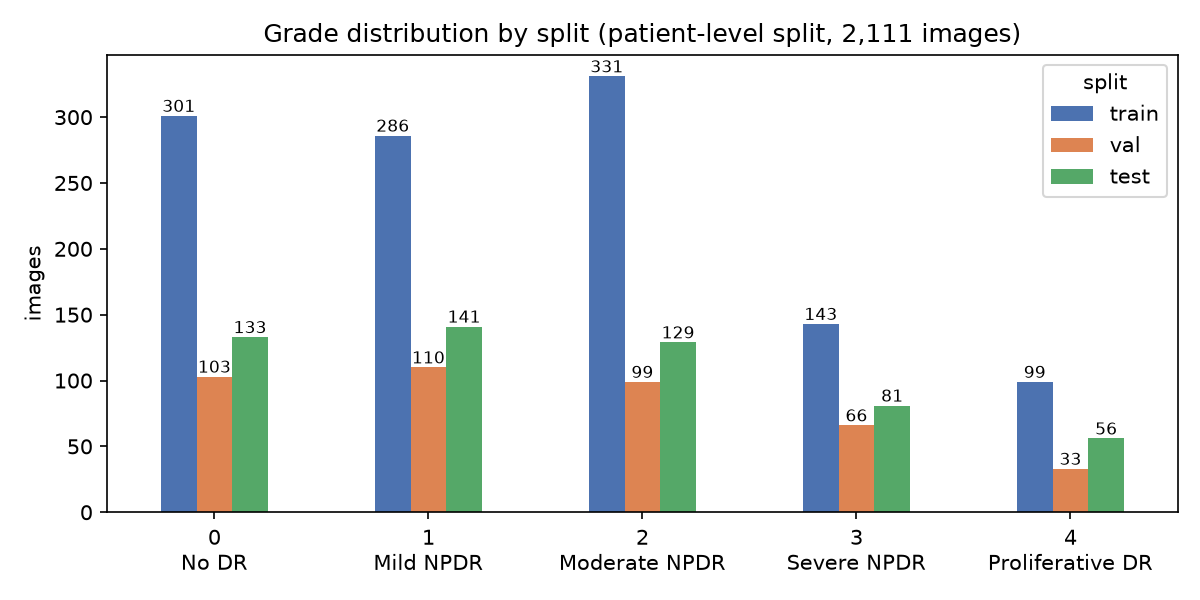 Grade distribution by split (patient-level split, 2,111 images)
split
train
val
test
images
300
250
200
150
100
50
0
301
103
133
286
110
141
331
99
129
143
66
81
99
33
56
0
No DR
1
Mild NPDR
2
Moderate NPDR
3
Severe NPDR
4
Proliferative DR